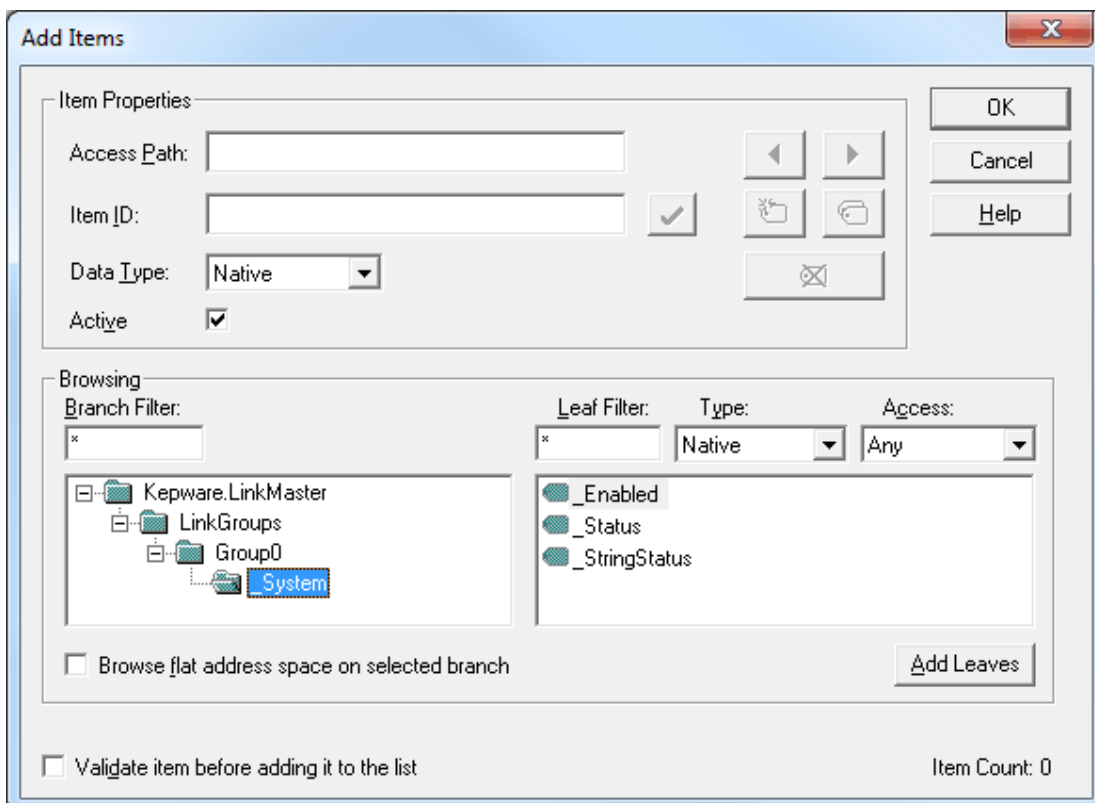 Add Items
Item Properties
OK
Access Path:
Cancel
Item ID:
Help
Data Type: Native
Active
Browsing
Branch Filter: Leaf Filter: Type: Access:
* * Native Any
Kepware.LinkMaster _Enabled
LinkGroups _Status
Group0 _StringStatus
_System
Browse flat address space on selected branch Add Leaves
Validate item before adding it to the list Item Count: 0